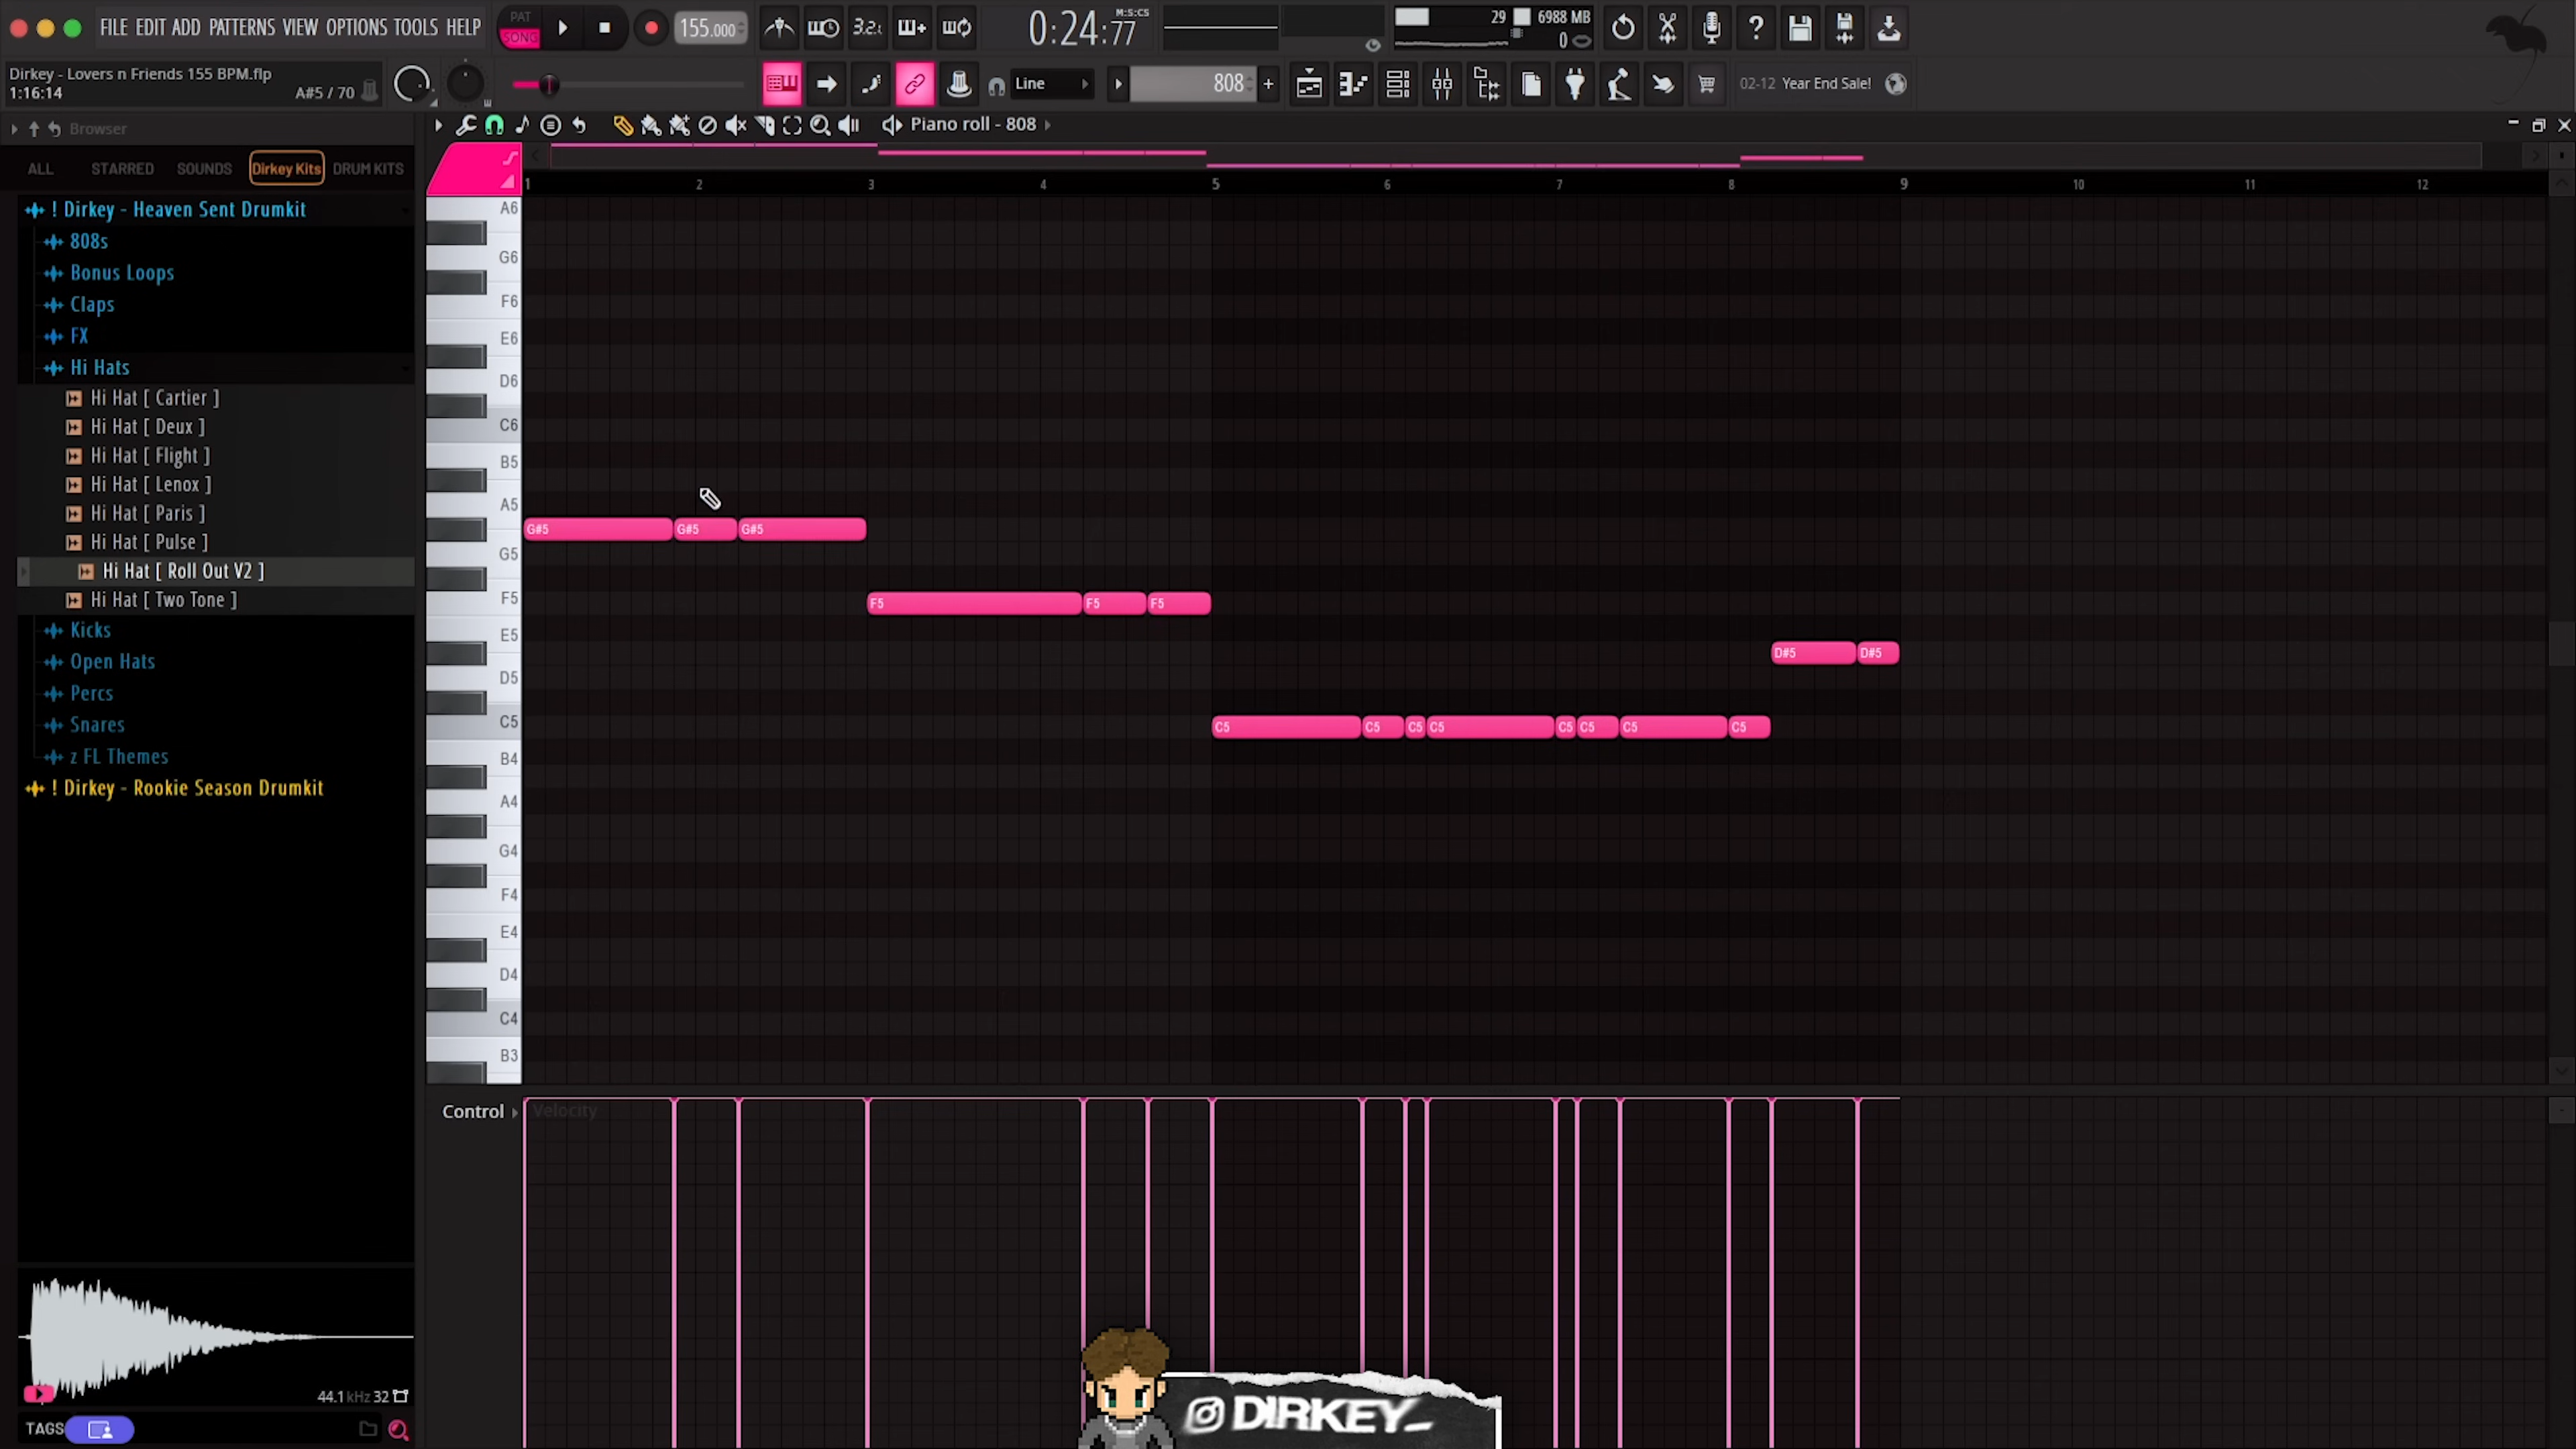 FILE EDIT ADD PATTERNS VIEW OPTIONS TOOLS HELP
PAT
SONG
155.000
3.2.
0:24:77
M:S:CS
29
6988 MB
0
Dirkey - Lovers n Friends 155 BPM.flp
1:16:14
A#5 / 70
Line
808
02-12 Year End Sale!
Browser
Piano roll - 808
ALL STARRED SOUNDS Dirkey Kits DRUM KITS
1 2 3 4 5 6 7 8 9 10 11 12
! Dirkey - Heaven Sent Drumkit
808s
Bonus Loops
Claps
FX
Hi Hats
Hi Hat [ Cartier ]
Hi Hat [ Deux ]
Hi Hat [ Flight ]
Hi Hat [ Lenox ]
Hi Hat [ Paris ]
Hi Hat [ Pulse ]
Hi Hat [ Roll Out V2 ]
Hi Hat [ Two Tone ]
Kicks
Open Hats
Percs
Snares
z FL Themes
! Dirkey - Rookie Season Drumkit
A6
G6
F6
E6
D6
C6
B5
A5
G#5 G#5 G#5
G5
F5
F5 F5 F5
E5
D#5 D#5
D5
C5
C5 C5 C5 C5 C5 C5 C5 C5
B4
A4
G4
F4
E4
D4
C4
B3
Control
Velocity
44.1kHz 32
TAGS
DIRKEY_